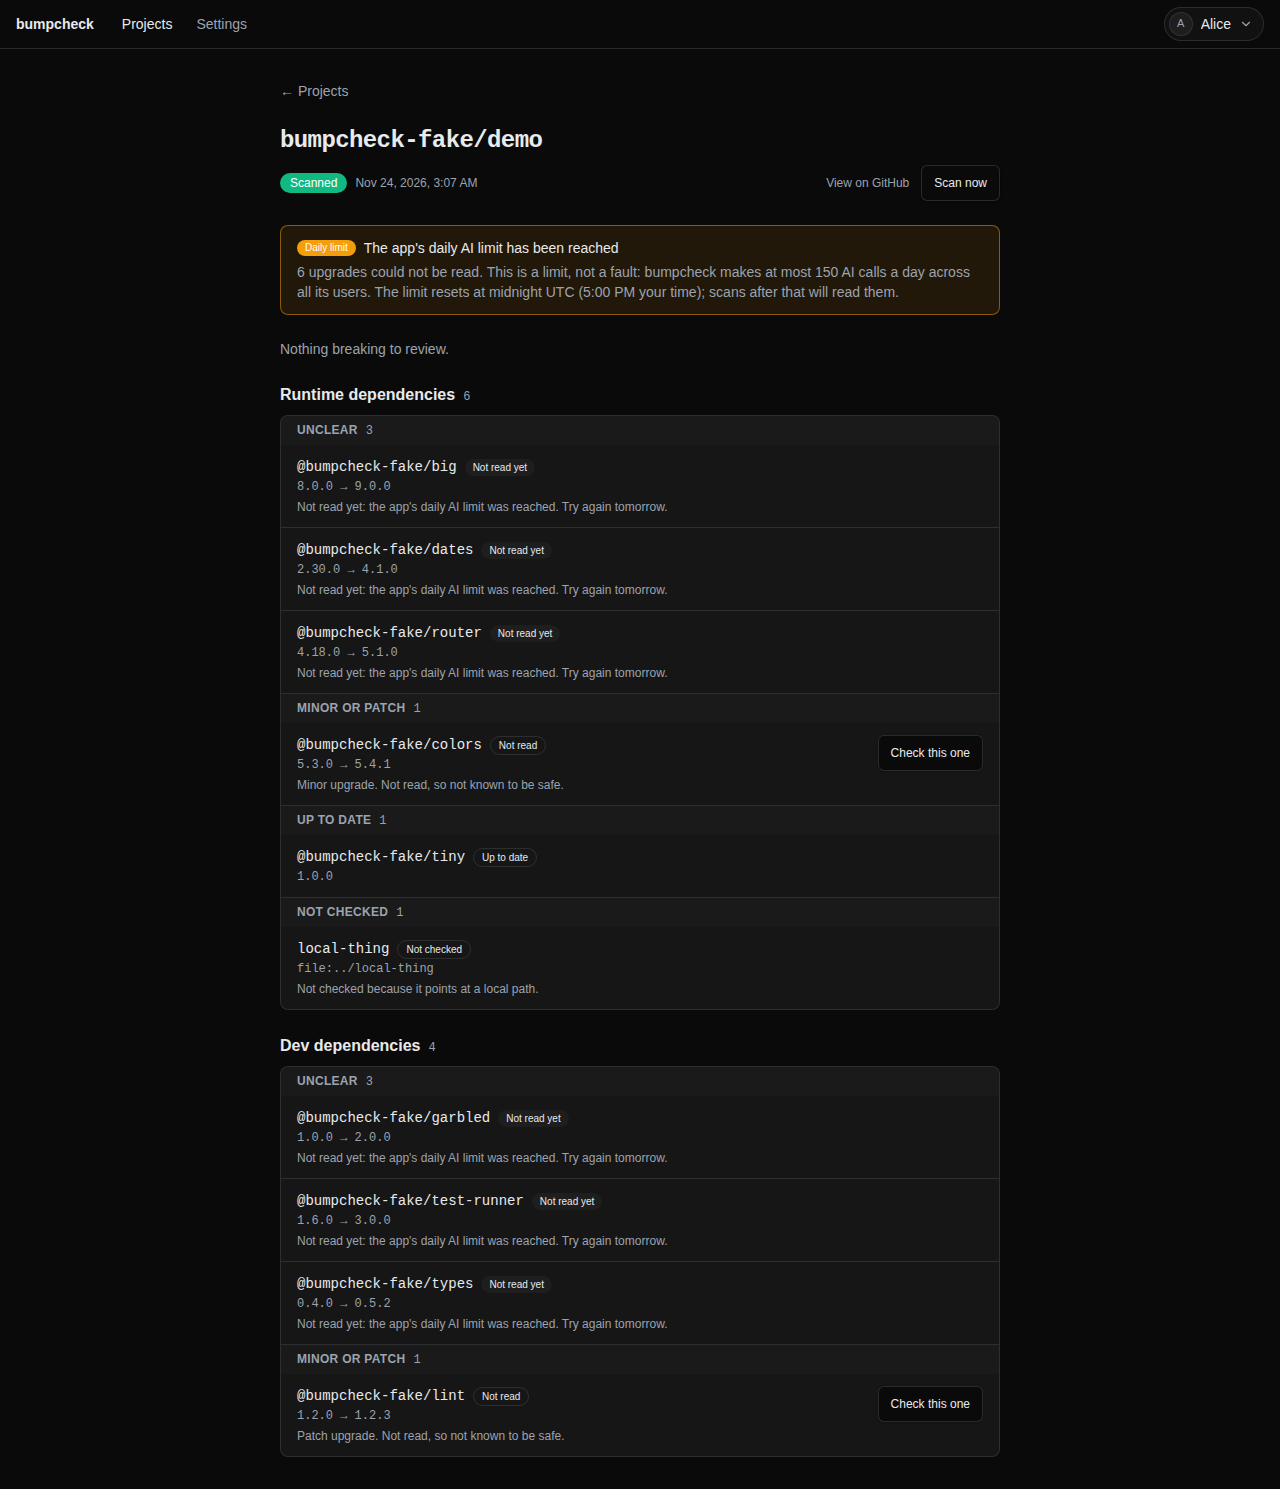 bumpcheck Projects Settings A Alice
← Projects
bumpcheck-fake/demo
Scanned Nov 24, 2026, 3:07 AM View on GitHub Scan now
Daily limit The app's daily AI limit has been reached
6 upgrades could not be read. This is a limit, not a fault: bumpcheck makes at most 150 AI calls a day across
all its users. The limit resets at midnight UTC (5:00 PM your time); scans after that will read them.
Nothing breaking to review.
Runtime dependencies 6
UNCLEAR 3
@bumpcheck-fake/big Not read yet
8.0.0 → 9.0.0
Not read yet: the app's daily AI limit was reached. Try again tomorrow.
@bumpcheck-fake/dates Not read yet
2.30.0 → 4.1.0
Not read yet: the app's daily AI limit was reached. Try again tomorrow.
@bumpcheck-fake/router Not read yet
4.18.0 → 5.1.0
Not read yet: the app's daily AI limit was reached. Try again tomorrow.
MINOR OR PATCH 1
@bumpcheck-fake/colors Not read Check this one
5.3.0 → 5.4.1
Minor upgrade. Not read, so not known to be safe.
UP TO DATE 1
@bumpcheck-fake/tiny Up to date
1.0.0
NOT CHECKED 1
local-thing Not checked
file:../local-thing
Not checked because it points at a local path.
Dev dependencies 4
UNCLEAR 3
@bumpcheck-fake/garbled Not read yet
1.0.0 → 2.0.0
Not read yet: the app's daily AI limit was reached. Try again tomorrow.
@bumpcheck-fake/test-runner Not read yet
1.6.0 → 3.0.0
Not read yet: the app's daily AI limit was reached. Try again tomorrow.
@bumpcheck-fake/types Not read yet
0.4.0 → 0.5.2
Not read yet: the app's daily AI limit was reached. Try again tomorrow.
MINOR OR PATCH 1
@bumpcheck-fake/lint Not read Check this one
1.2.0 → 1.2.3
Patch upgrade. Not read, so not known to be safe.